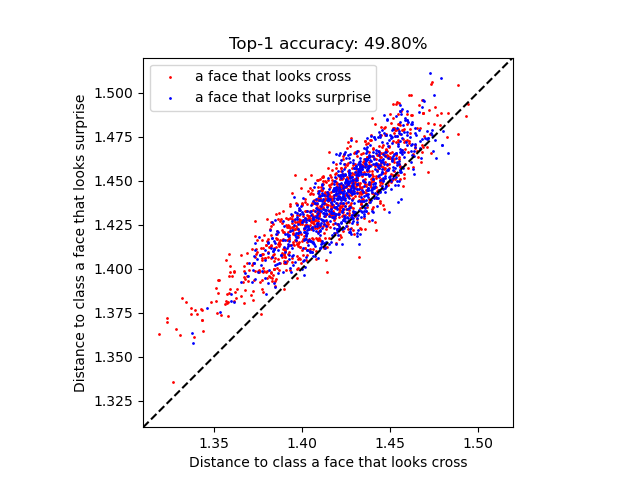 Top-1 accuracy: 49.80%
a face that looks cross
a face that looks surprise
Distance to class a face that looks surprise
1.500
1.475
1.450
1.425
1.400
1.375
1.350
1.325
1.35
1.40
1.45
1.50
Distance to class a face that looks cross